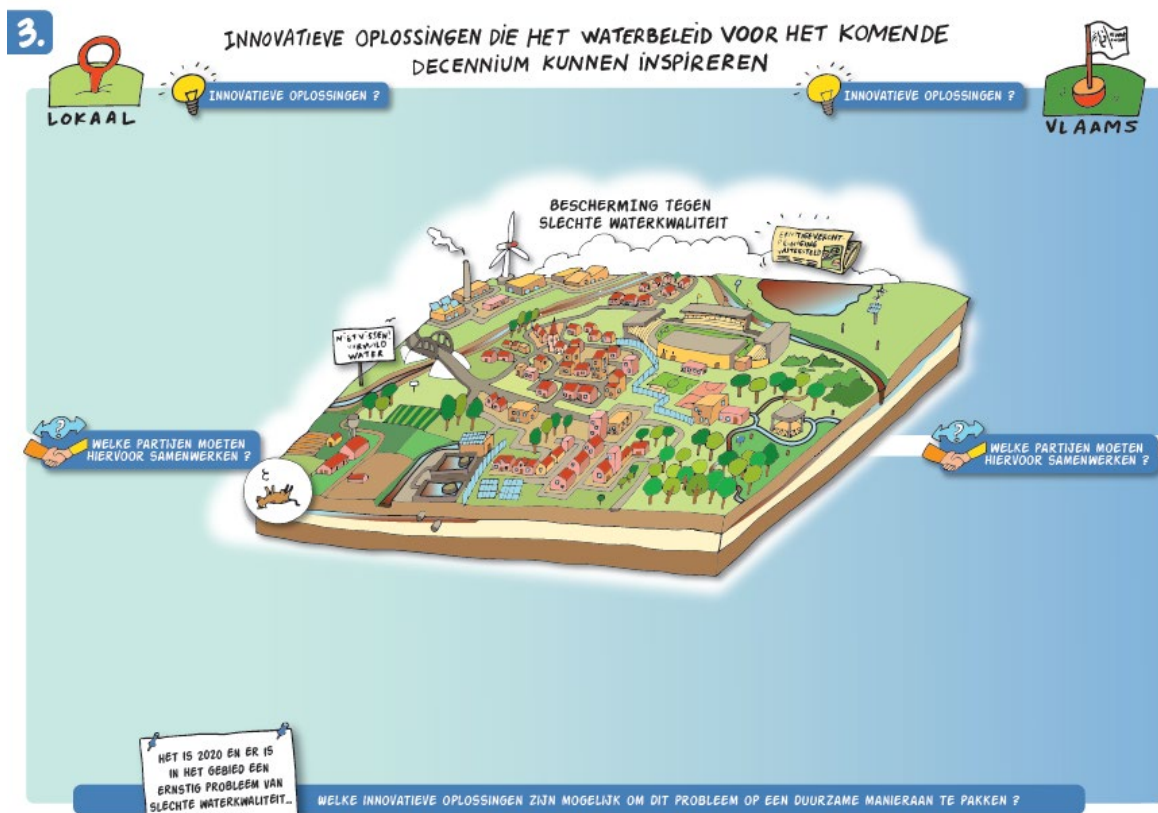 3.
INNOVATIEVE OPLOSSINGEN DIE HET WATERBELEID VOOR HET KOMENDE
DECENNIUM KUNNEN INSPIREREN
LOKAAL
INNOVATIEVE OPLOSSINGEN ?
INNOVATIEVE OPLOSSINGEN ?
VLAAMS
BESCHERMING TEGEN
SLECHTE WATERKWALITEIT
WATER
WELKE PARTIJEN MOETEN
HIERVOOR SAMENWERKEN ?
?
WELKE PARTIJEN MOETEN
HIERVOOR SAMENWERKEN ?
?
HET IS 2020 EN ER IS
IN HET GEBIED EEN
ERNSTIG PROBLEEM VAN
SLECHTE WATERKWALITEIT...
WELKE INNOVATIEVE OPLOSSINGEN ZIJN MOGELIJK OM DIT PROBLEEM OP EEN DUURZAME MANIERAAN TE PAKKEN ?